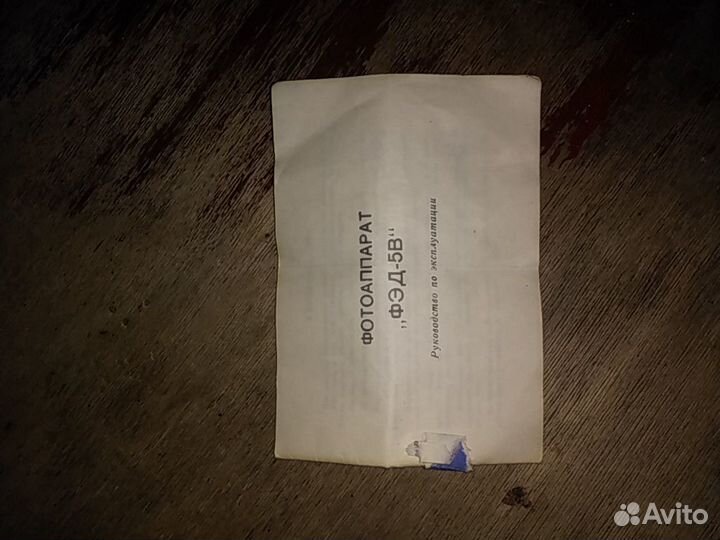 ФОТОАППАРАТ
„ФЭД-5В“
Руководство по эксплуатации
Avito